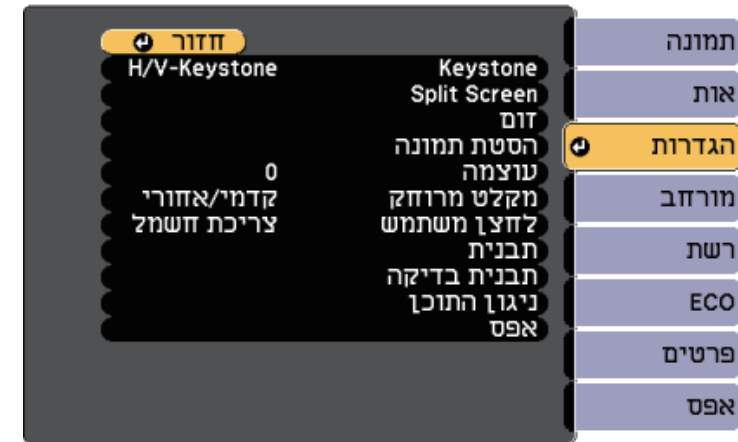 תמונה
אות
הגדרות
מורחב
רשת
ECO
פרטים
אפס
חזור
Keystone H/V-Keystone
Split Screen
זום
הסטת תמונה
עוצמה 0
מקלט מרוחק קדמי/אחורי
לחצן משתמש צריכת חשמל
תבנית
תבנית בדיקה
ניגון התוכן
אפס